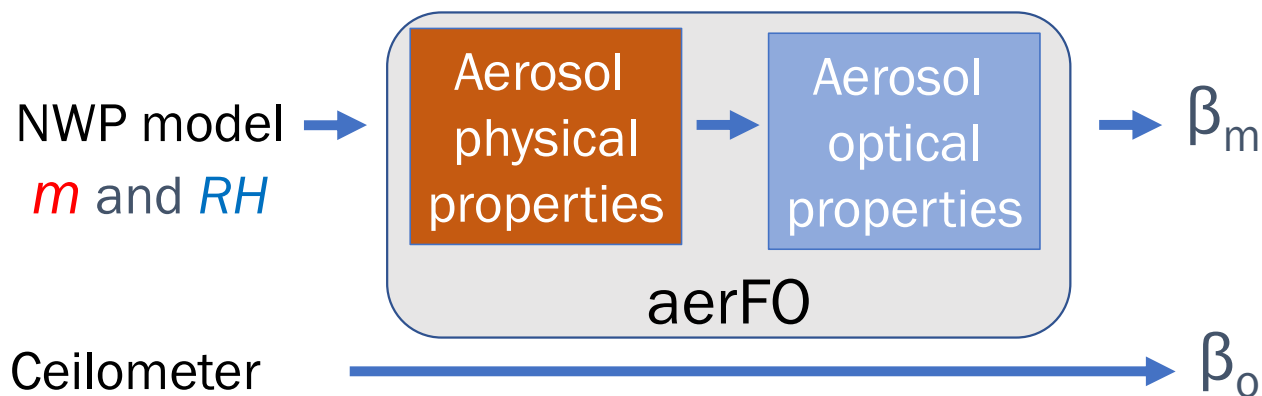 NWP model
m and RH
Aerosol
physical
properties
Aerosol
optical
properties
βm
aerFO
Ceilometer
βo